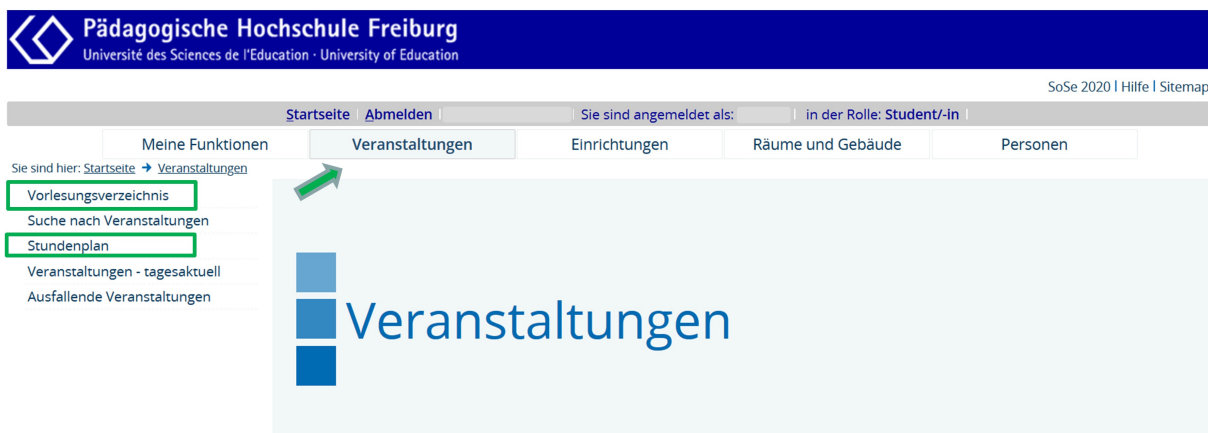 Pädagogische Hochschule Freiburg
Université des Sciences de l'Education · University of Education
SoSe 2020 | Hilfe | Sitemap
Startseite | Abmelden | | Sie sind angemeldet als: | in der Rolle: Student/-in |
Meine Funktionen Veranstaltungen Einrichtungen Räume und Gebäude Personen
Sie sind hier: Startseite ➔ Veranstaltungen
Vorlesungsverzeichnis
Suche nach Veranstaltungen
Stundenplan
Veranstaltungen - tagesaktuell
Ausfallende Veranstaltungen
Veranstaltungen